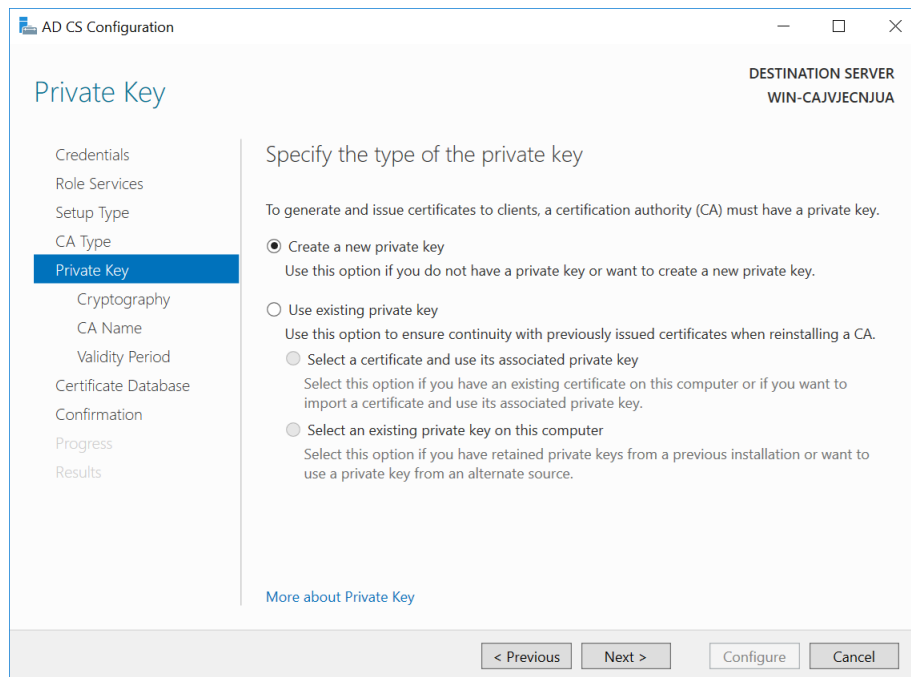 AD CS Configuration
DESTINATION SERVER
WIN-CAJVJECNJUA
Private Key
Credentials
Role Services
Setup Type
CA Type
Private Key
Cryptography
CA Name
Validity Period
Certificate Database
Confirmation
Progress
Results
Specify the type of the private key
To generate and issue certificates to clients, a certification authority (CA) must have a private key.
Create a new private key
Use this option if you do not have a private key or want to create a new private key.
Use existing private key
Use this option to ensure continuity with previously issued certificates when reinstalling a CA.
Select a certificate and use its associated private key
Select this option if you have an existing certificate on this computer or if you want to
import a certificate and use its associated private key.
Select an existing private key on this computer
Select this option if you have retained private keys from a previous installation or want to
use a private key from an alternate source.
More about Private Key
< Previous
Next >
Configure
Cancel